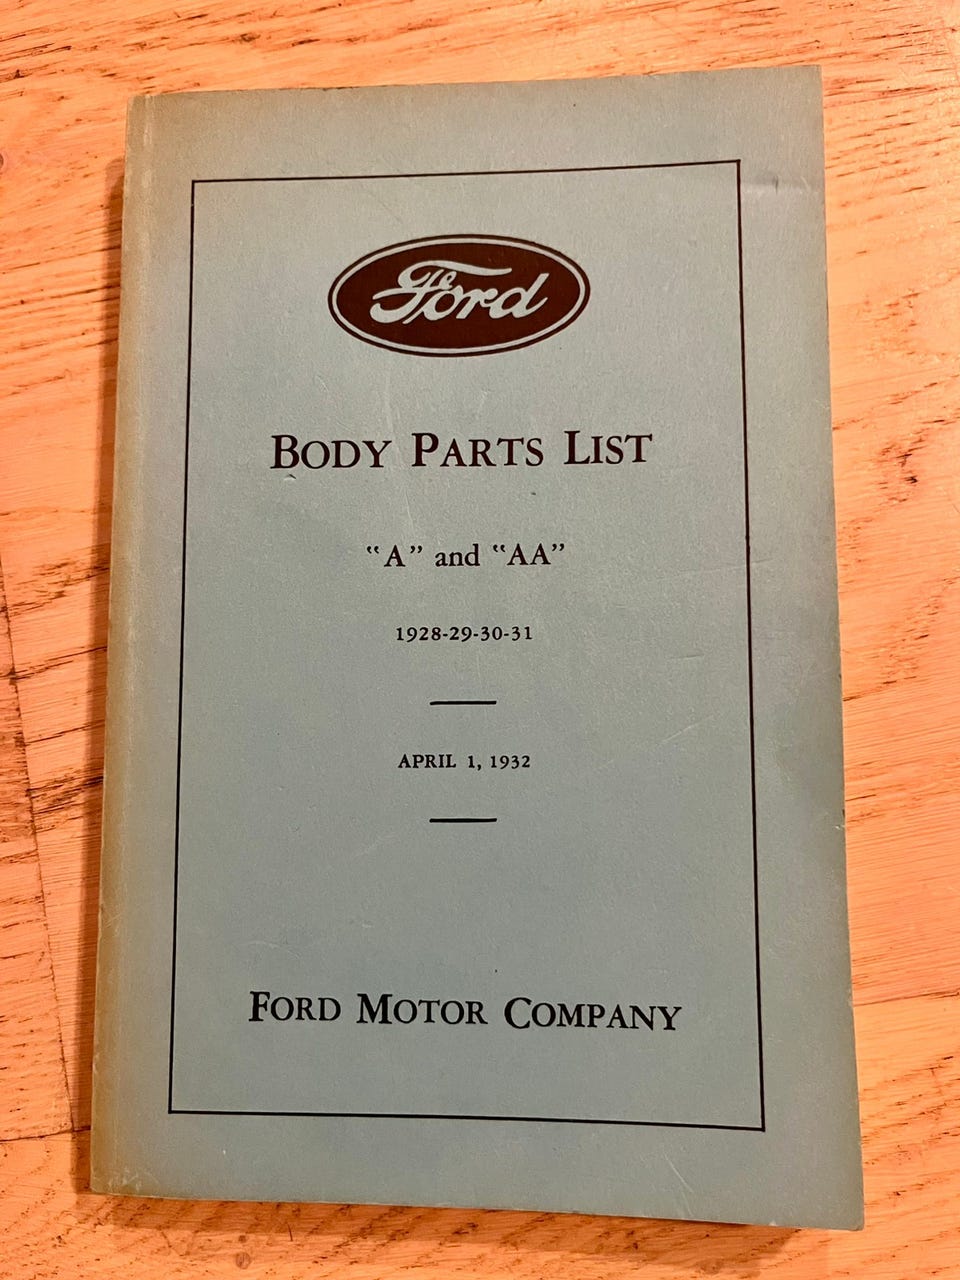 Ford
BODY PARTS LIST
“A” and “AA”
1928-29-30-31
APRIL 1, 1932
FORD MOTOR COMPANY